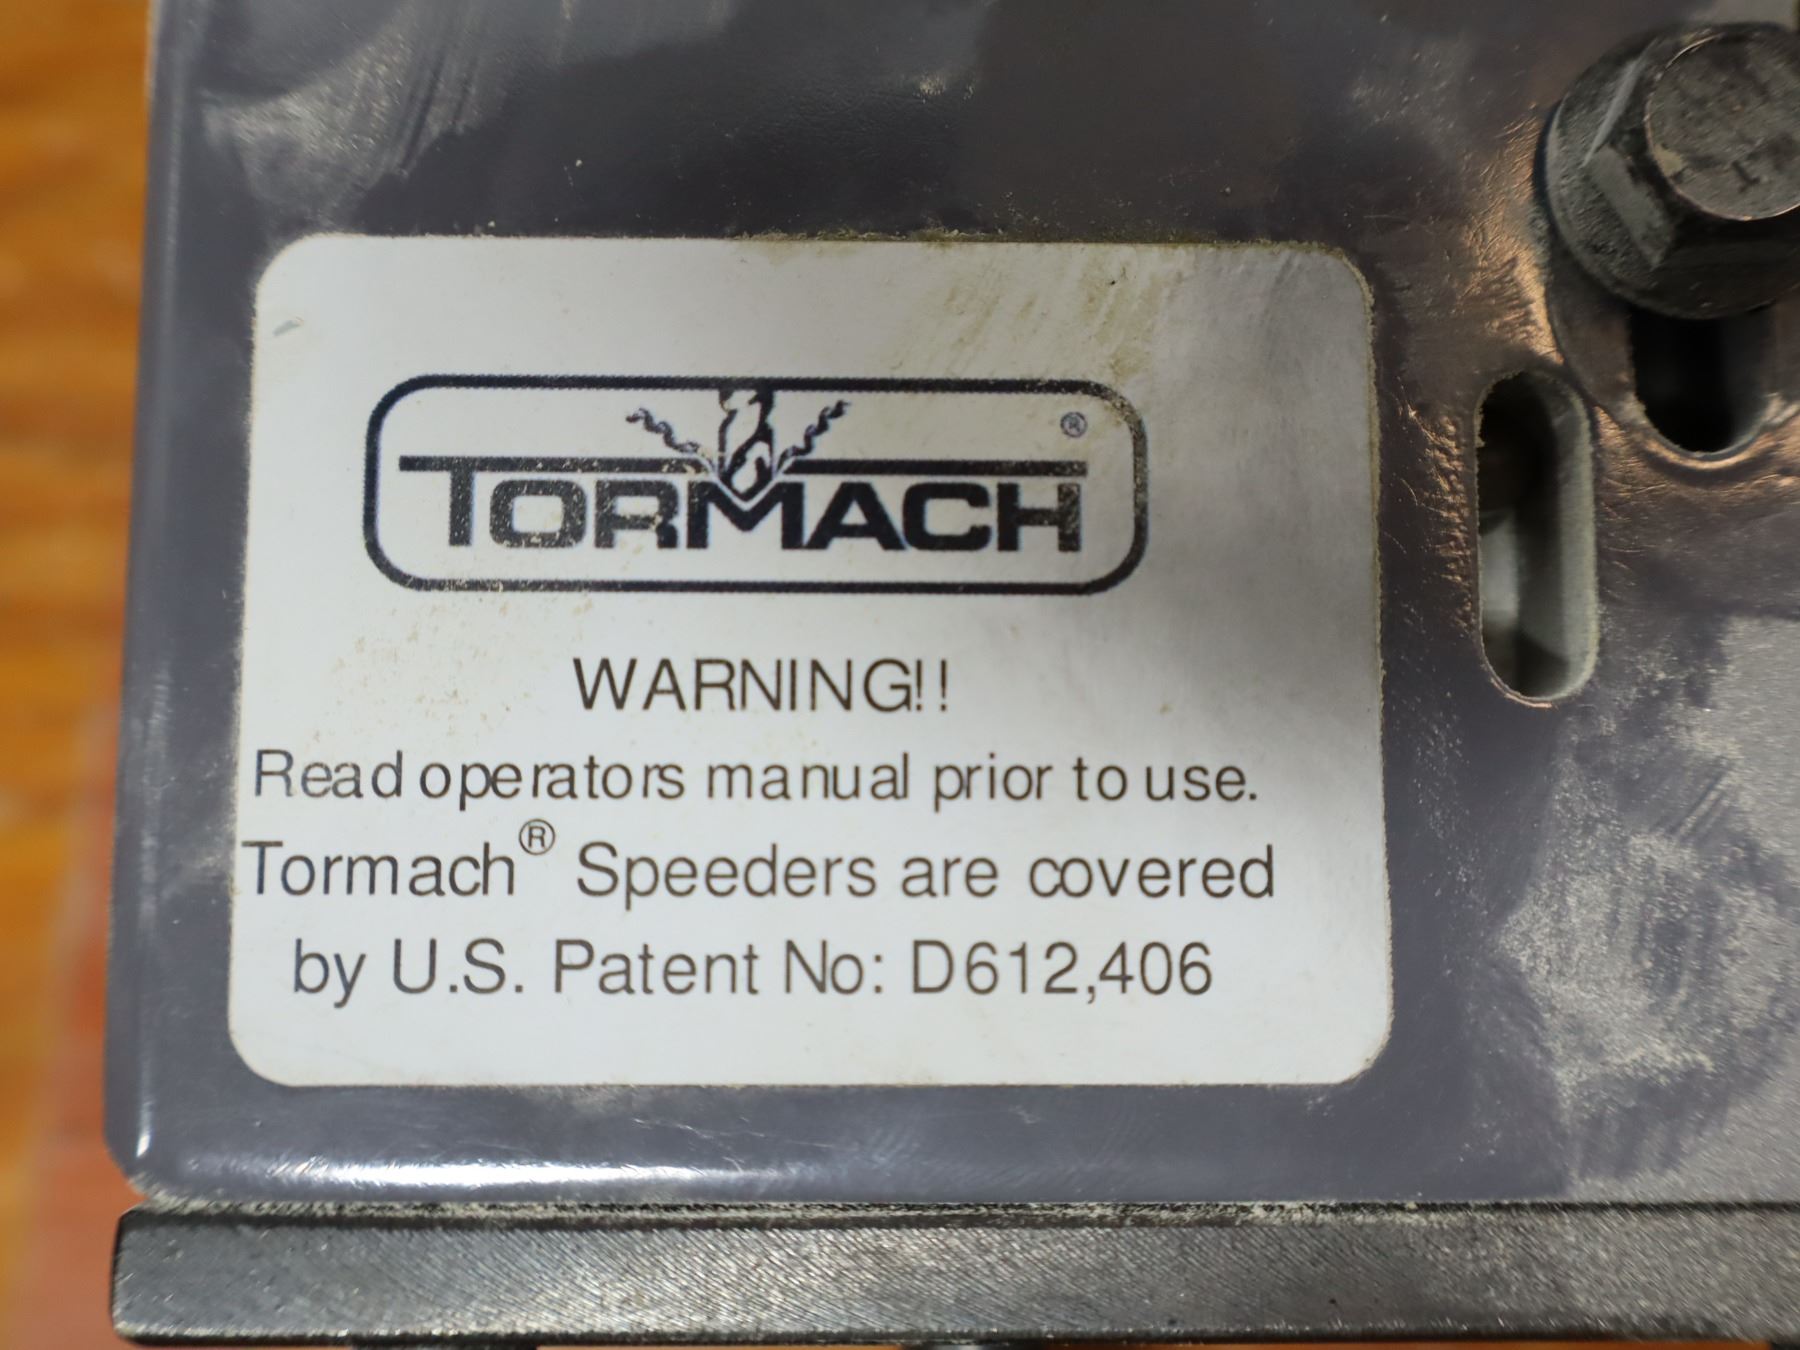 TORMACH®
WARNING!!
Read operators manual prior to use.
Tormach® Speeders are covered
by U.S. Patent No: D612,406